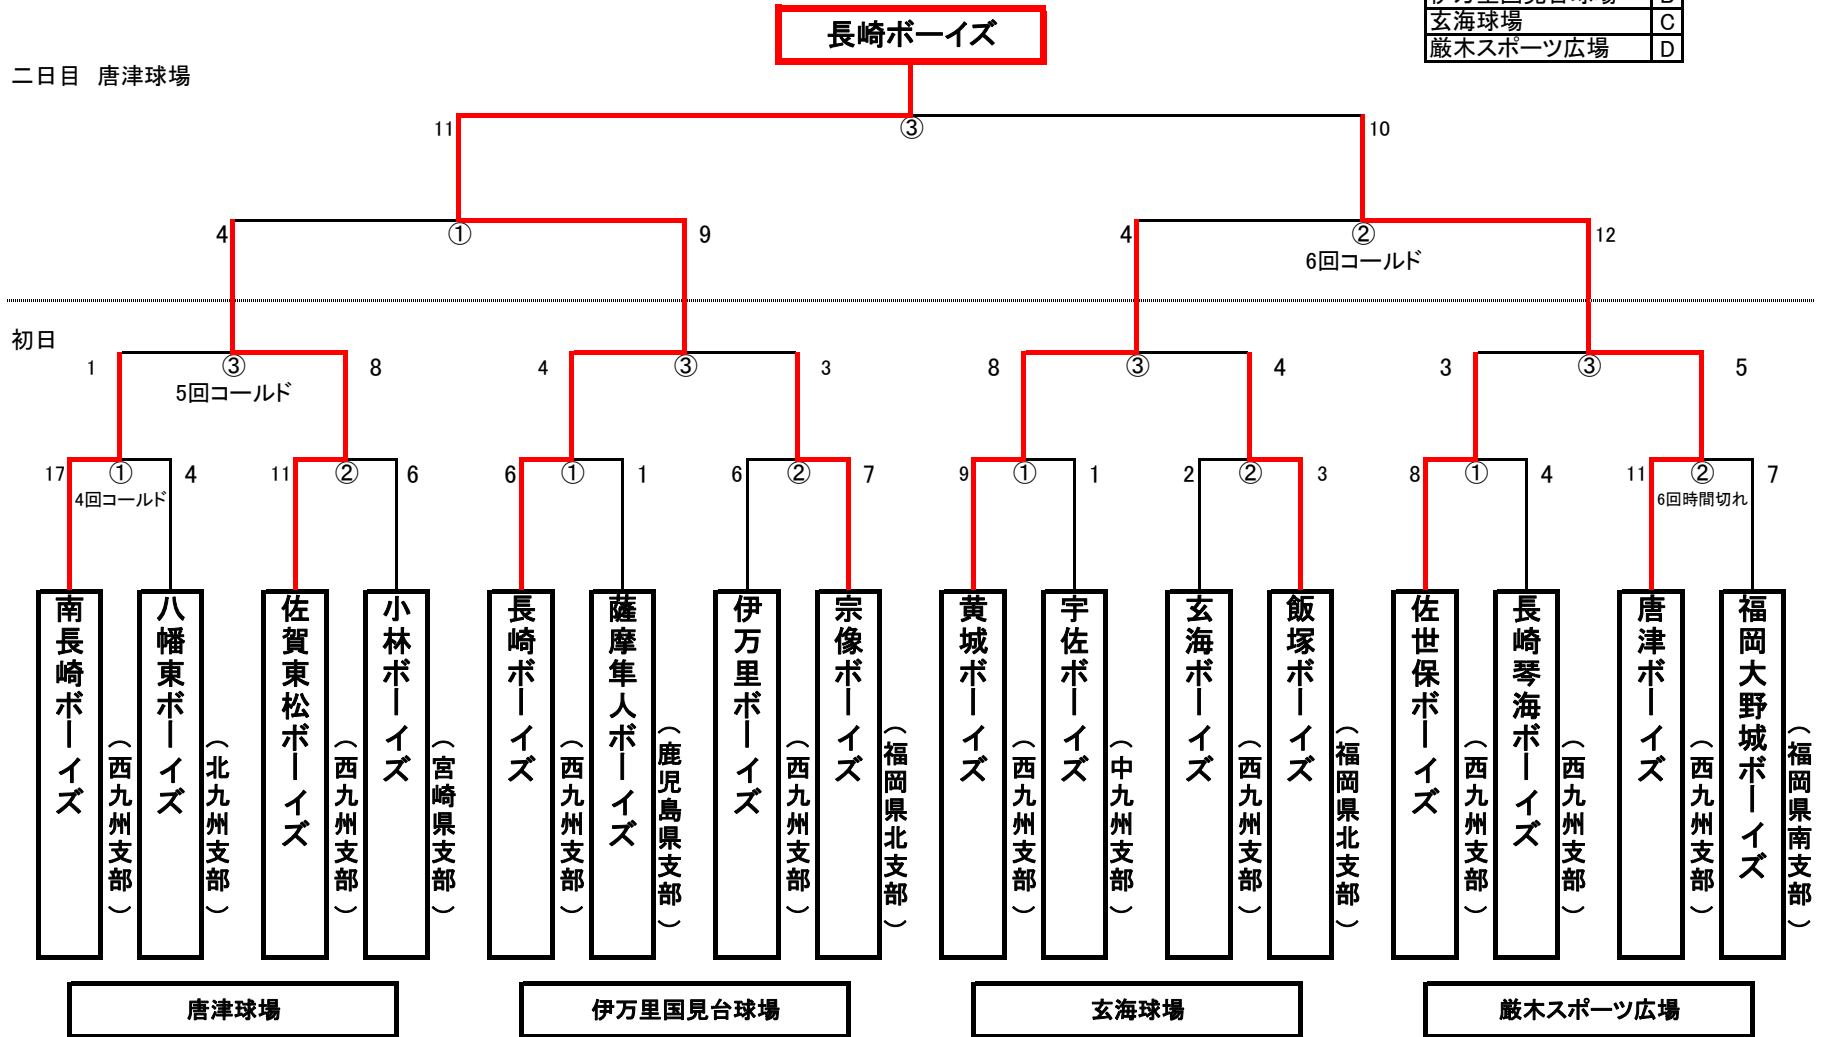 長崎ボーイズ
玄海球場 C
厳木スポーツ広場 D
二日目 唐津球場
11 ③ 10
4 ① 9
4 ② 12
6回コールド
初日
1 ③ 8
5回コールド
4 ③ 3
8 ③ 4
3 ③ 5
17 ① 4
4回コールド
11 ② 6
6 ① 1
6 ② 7
9 ① 1
2 ② 3
8 ① 4
11 ② 7
6回時間切れ
南長崎ボーイズ
(西九州支部)
八幡東ボーイズ
(北九州支部)
佐賀東松ボーイズ
(西九州支部)
小林ボーイズ
(宮崎県支部)
長崎ボーイズ
(西九州支部)
薩摩隼人ボーイズ
(鹿児島県支部)
伊万里ボーイズ
(西九州支部)
宗像ボーイズ
(福岡県北支部)
黄城ボーイズ
(西九州支部)
宇佐ボーイズ
(中九州支部)
玄海ボーイズ
(西九州支部)
飯塚ボーイズ
(福岡県北支部)
佐世保ボーイズ
(西九州支部)
長崎琴海ボーイズ
(西九州支部)
唐津ボーイズ
(西九州支部)
福岡大野城ボーイズ
(福岡県南支部)
唐津球場
伊万里国見台球場
玄海球場
厳木スポーツ広場